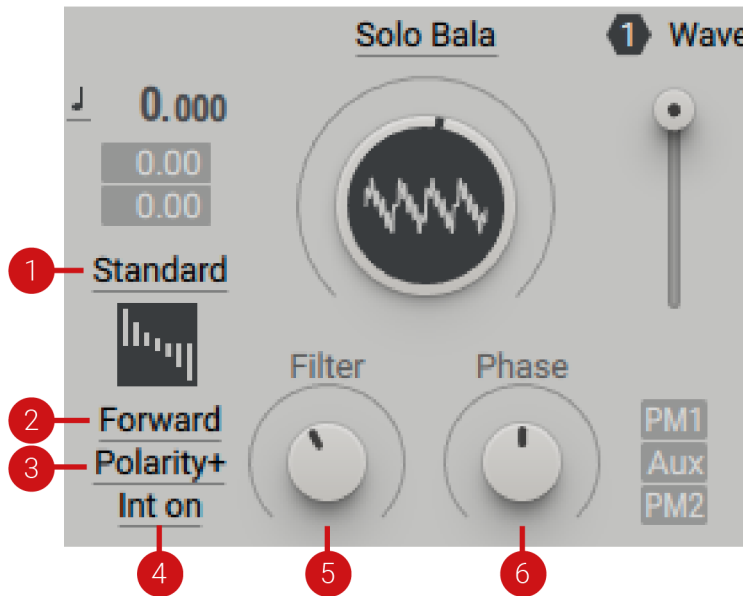 Solo Bala
1 Wave
0.000
0.00
0.00
1 Standard
Filter
Phase
2 Forward
PM1
3 Polarity+
Aux
Int on
PM2
4
5
6